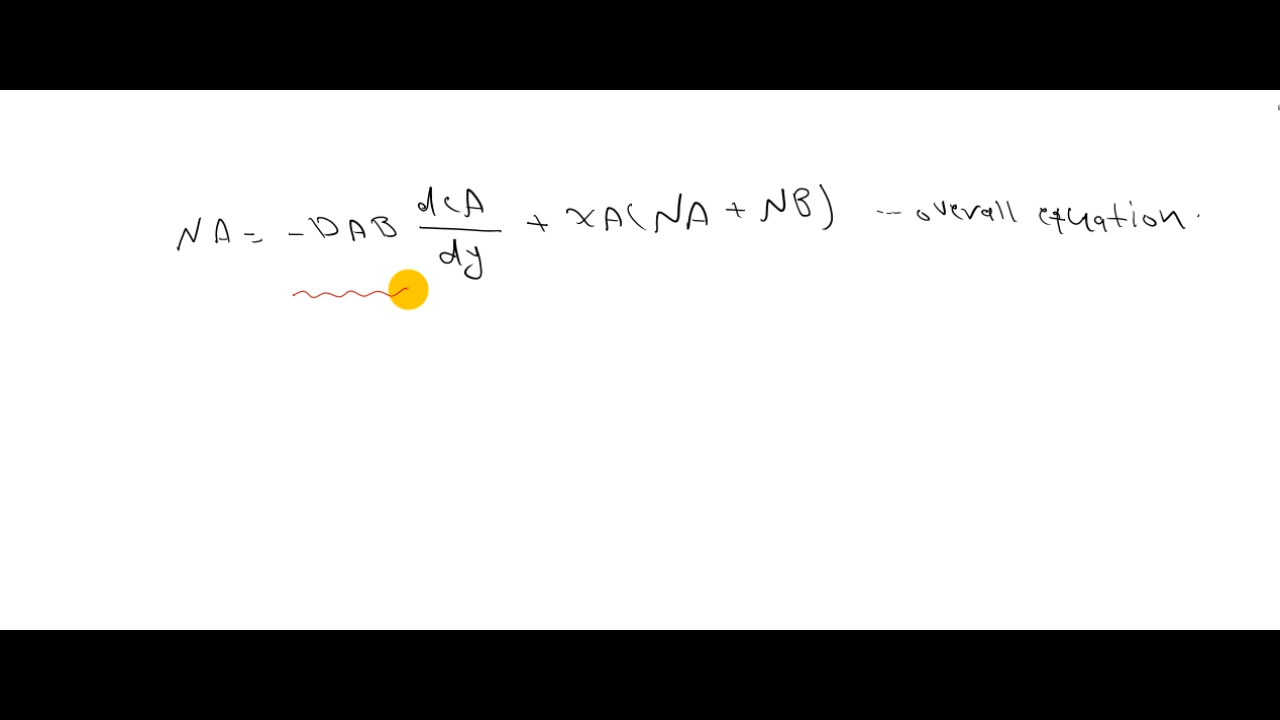 NA = -DAB dCA/dy + xA(NA + NB) -- overall equation.